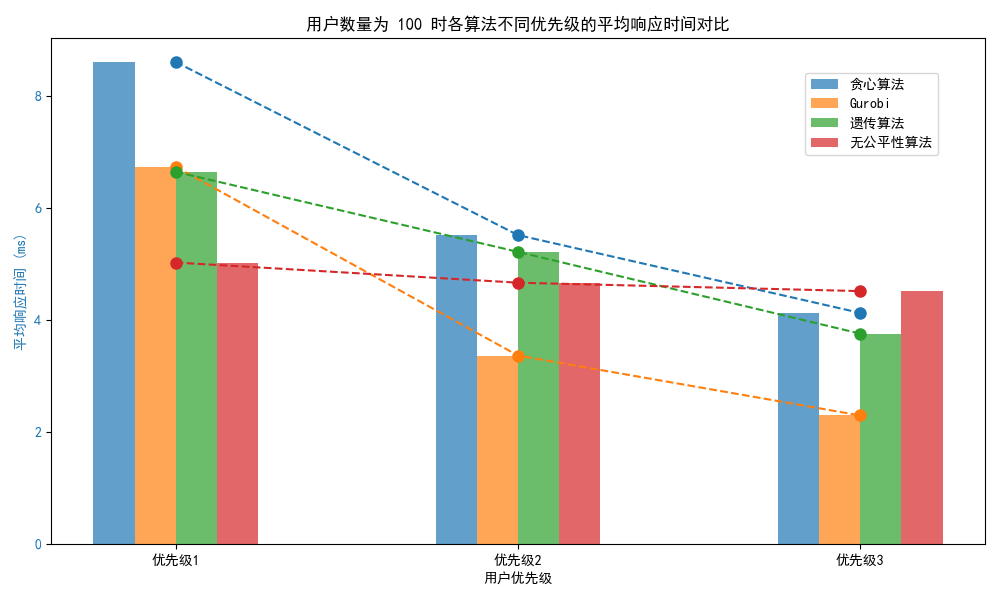 用户数量为 100 时各算法不同优先级的平均响应时间对比
平均响应时间 (ms)
8
6
4
2
0
贪心算法
Gurobi
遗传算法
无公平性算法
优先级1
优先级2
优先级3
用户优先级